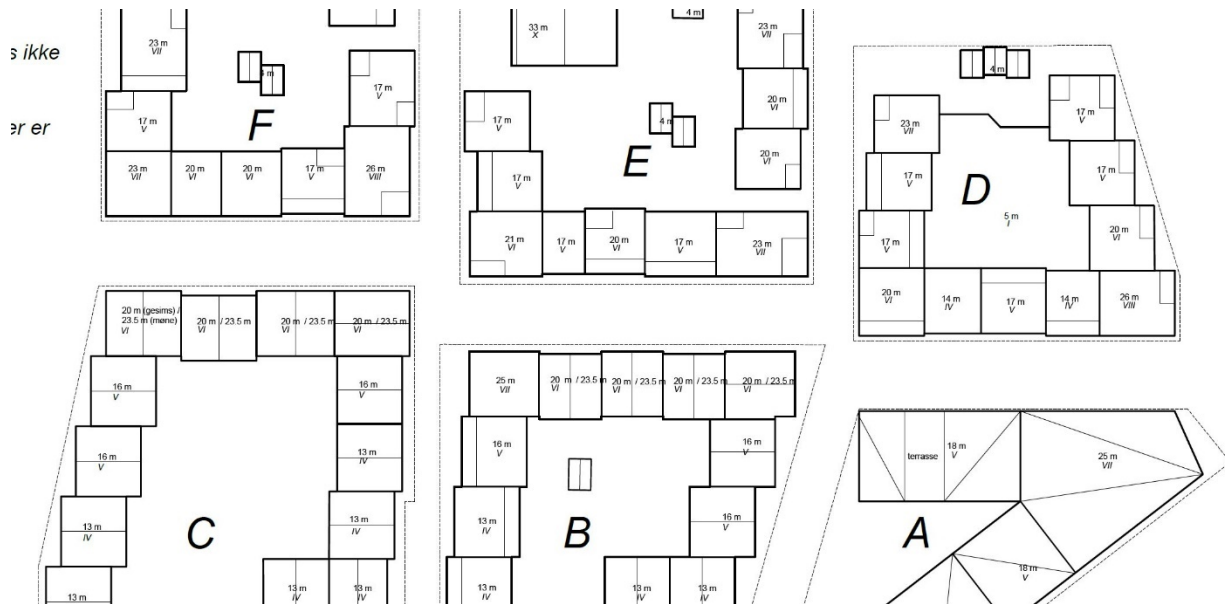 s ikke
er er
23 m
VII
17 m
V
4 m
17 m
V
F
23 m
VII
20 m
VI
20 m
VI
17 m
V
26 m
VIII
33 m
X
4 m
23 m
VII
17 m
V
4 m
20 m
VI
E
17 m
V
20 m
VI
21 m
VI
17 m
V
20 m
VI
17 m
V
23 m
VII
4 m
23 m
VII
17 m
V
17 m
V
D
17 m
V
17 m
V
5 m
I
20 m
VI
20 m
VI
14 m
IV
17 m
V
14 m
IV
26 m
VIII
20 m (gesims) /
23.5 m (møne)
VI
20 m / 23.5 m
VI
20 m / 23.5 m
VI
20 m / 23.5 m
VI
16 m
V
16 m
V
16 m
V
13 m
IV
13 m
IV
13 m
IV
C
13 m
13 m
IV
13 m
IV
25 m
VII
20 m / 23.5 m
VI
20 m / 23.5 m
VI
20 m / 23.5 m
VI
20 m / 23.5 m
VI
16 m
V
16 m
V
13 m
IV
B
16 m
V
13 m
IV
13 m
IV
13 m
IV
terrasse
18 m
V
25 m
VII
A
18 m
V